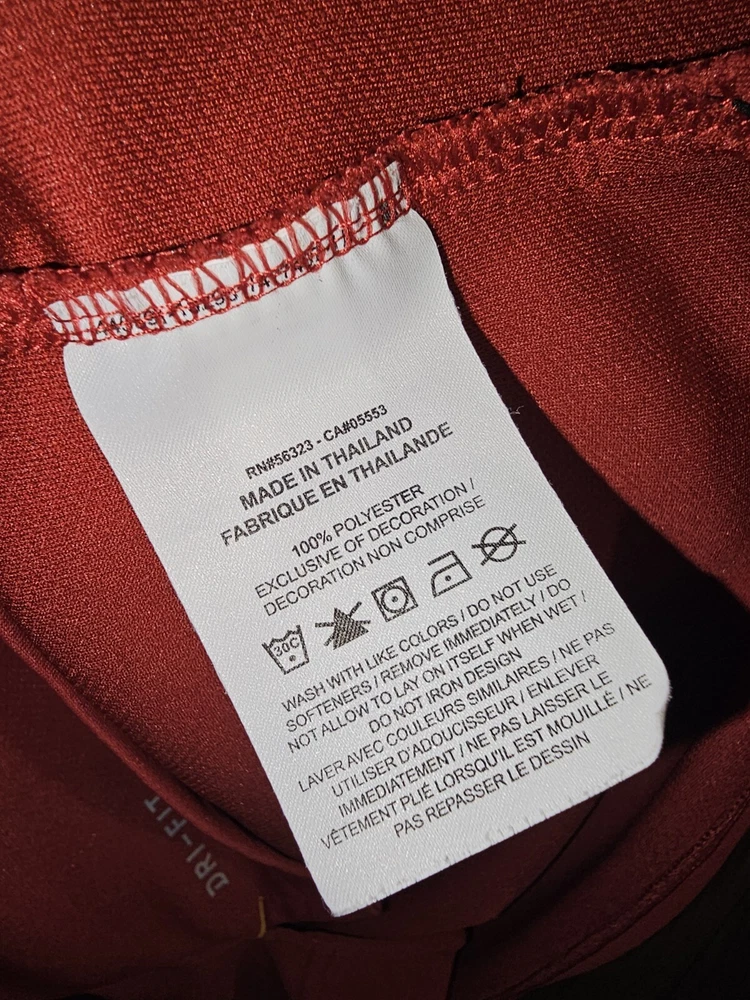 RN#56323 - CA#05553
MADE IN THAILAND
FABRIQUE EN THAILANDE
100% POLYESTER
EXCLUSIVE OF DECORATION /
DECORATION NON COMPRISE
30C
WASH WITH LIKE COLORS / DO NOT USE
SOFTENERS / REMOVE IMMEDIATELY / DO
NOT ALLOW TO LAY ON ITSELF WHEN WET /
DO NOT IRON DESIGN
LAVER AVEC COULEURS SIMILAIRES / NE PAS
UTILISER D'ADOUCISSEUR / ENLEVER
IMMEDIATEMENT / NE PAS LAISSER LE
VÊTEMENT PLIÉ LORSQU'IL EST MOUILLÉ / NE
PAS REPASSER LE DESSIN
DRI-FIT